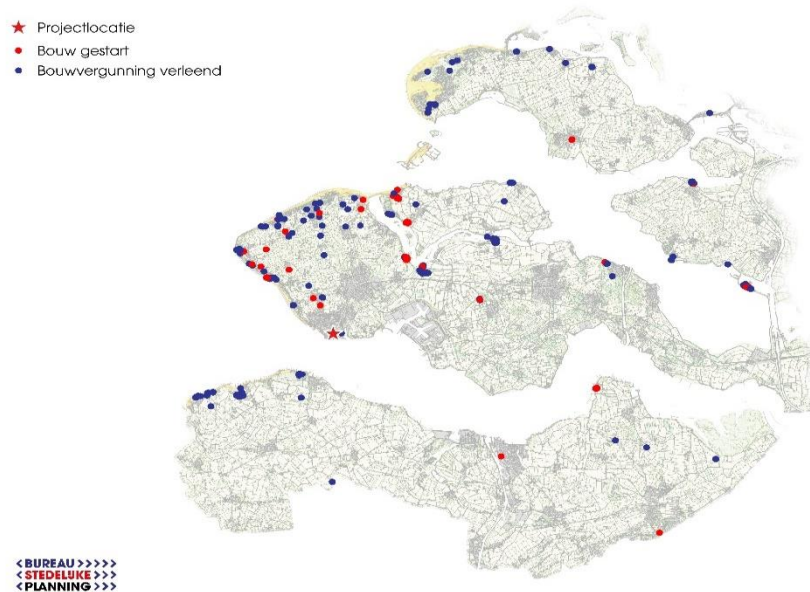 Projectlocatie
Bouw gestart
Bouwvergunning verleend
<BUREAU >>>>>
<STEDELIJKE >>>
<PLANNING >>>